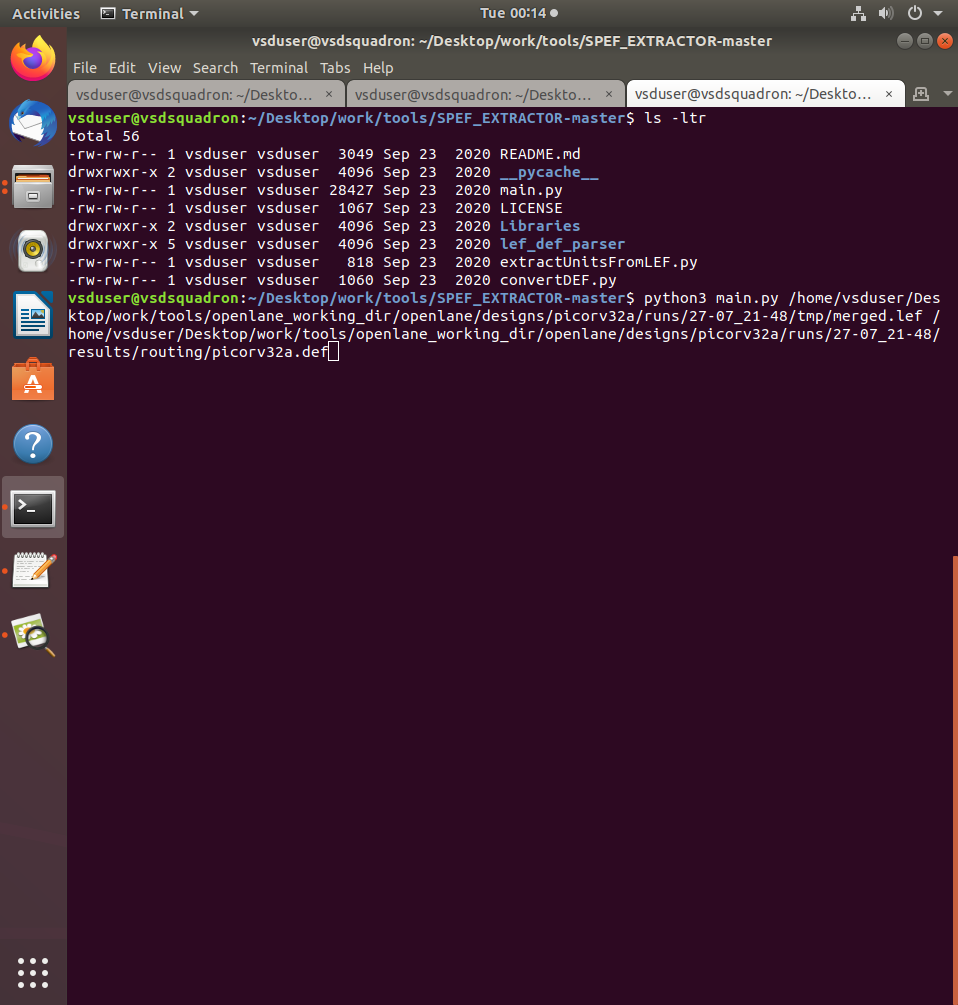 Activities Terminal Tue 00:14
vsduser@vsdsquadron: ~/Desktop/work/tools/SPEF_EXTRACTOR-master
File Edit View Search Terminal Tabs Help
vsduser@vsdsquadron: ~/Deskto... × vsduser@vsdsquadron: ~/Deskto... × vsduser@vsdsquadron: ~/Deskto... ×
vsduser@vsdsquadron:~/Desktop/work/tools/SPEF_EXTRACTOR-master$ ls -ltr
total 56
-rw-rw-r-- 1 vsduser vsduser  3049 Sep 23  2020 README.md
drwxrwxr-x 2 vsduser vsduser  4096 Sep 23  2020 __pycache__
-rw-rw-r-- 1 vsduser vsduser 28427 Sep 23  2020 main.py
-rw-rw-r-- 1 vsduser vsduser  1067 Sep 23  2020 LICENSE
drwxrwxr-x 2 vsduser vsduser  4096 Sep 23  2020 Libraries
drwxrwxr-x 5 vsduser vsduser  4096 Sep 23  2020 lef_def_parser
-rw-rw-r-- 1 vsduser vsduser   818 Sep 23  2020 extractUnitsFromLEF.py
-rw-rw-r-- 1 vsduser vsduser  1060 Sep 23  2020 convertDEF.py
vsduser@vsdsquadron:~/Desktop/work/tools/SPEF_EXTRACTOR-master$ python3 main.py /home/vsduser/Des
ktop/work/tools/openlane_working_dir/openlane/designs/picorv32a/runs/27-07_21-48/tmp/merged.lef /
home/vsduser/Desktop/work/tools/openlane_working_dir/openlane/designs/picorv32a/runs/27-07_21-48/
results/routing/picorv32a.def